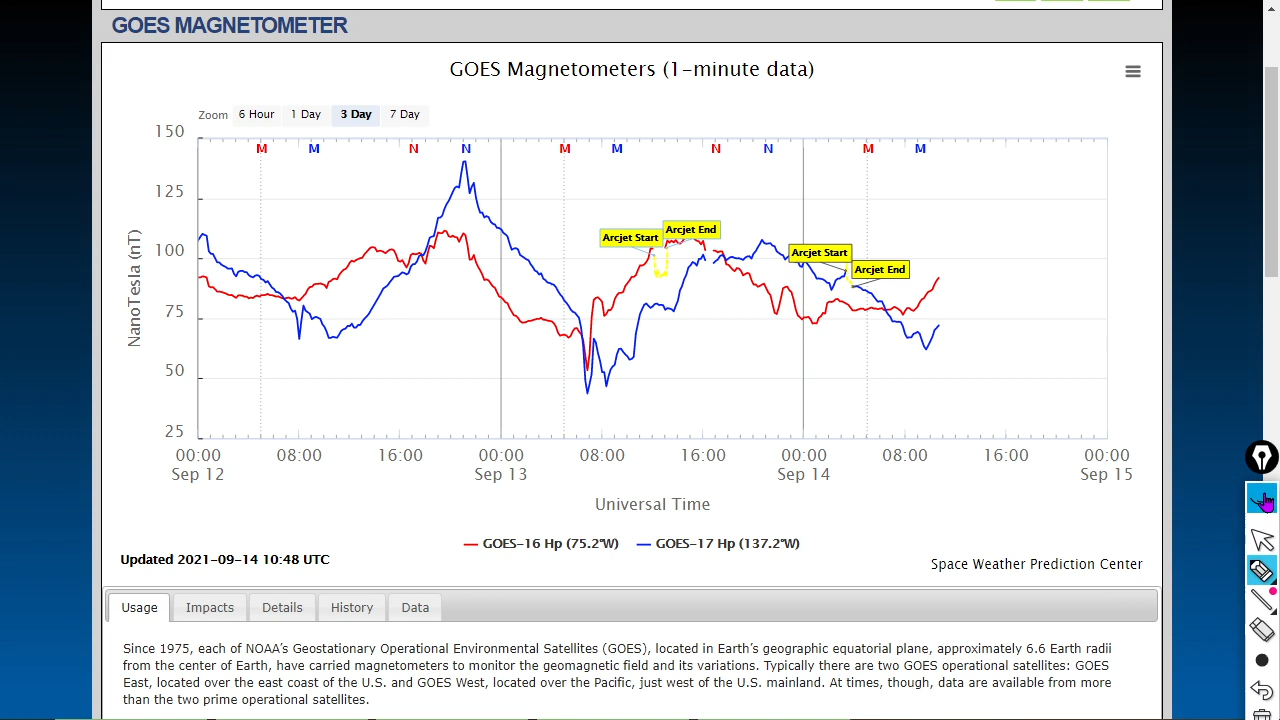 GOES MAGNETOMETER
GOES Magnetometers (1-minute data)
Zoom 6 Hour 1 Day 3 Day 7 Day
150
M M N N M M N N M M
125
Arcjet Start Arcjet End
100
Arcjet Start
Arcjet End
75
50
25
NanoTesla (nT)
00:00 08:00 16:00 00:00 08:00 16:00 00:00 08:00 16:00 00:00
Sep 12 Sep 13 Sep 14 Sep 15
Universal Time
GOES-16 Hp (75.2°W) GOES-17 Hp (137.2°W)
Updated 2021-09-14 10:48 UTC
Space Weather Prediction Center
Usage Impacts Details History Data
Since 1975, each of NOAA's Geostationary Operational Environmental Satellites (GOES), located in Earth's geographic equatorial plane, approximately 6.6 Earth radii
from the center of Earth, have carried magnetometers to monitor the geomagnetic field and its variations. Typically there are two GOES operational satellites: GOES
East, located over the east coast of the U.S. and GOES West, located over the Pacific, just west of the U.S. mainland. At times, though, data are available from more
than the two prime operational satellites.